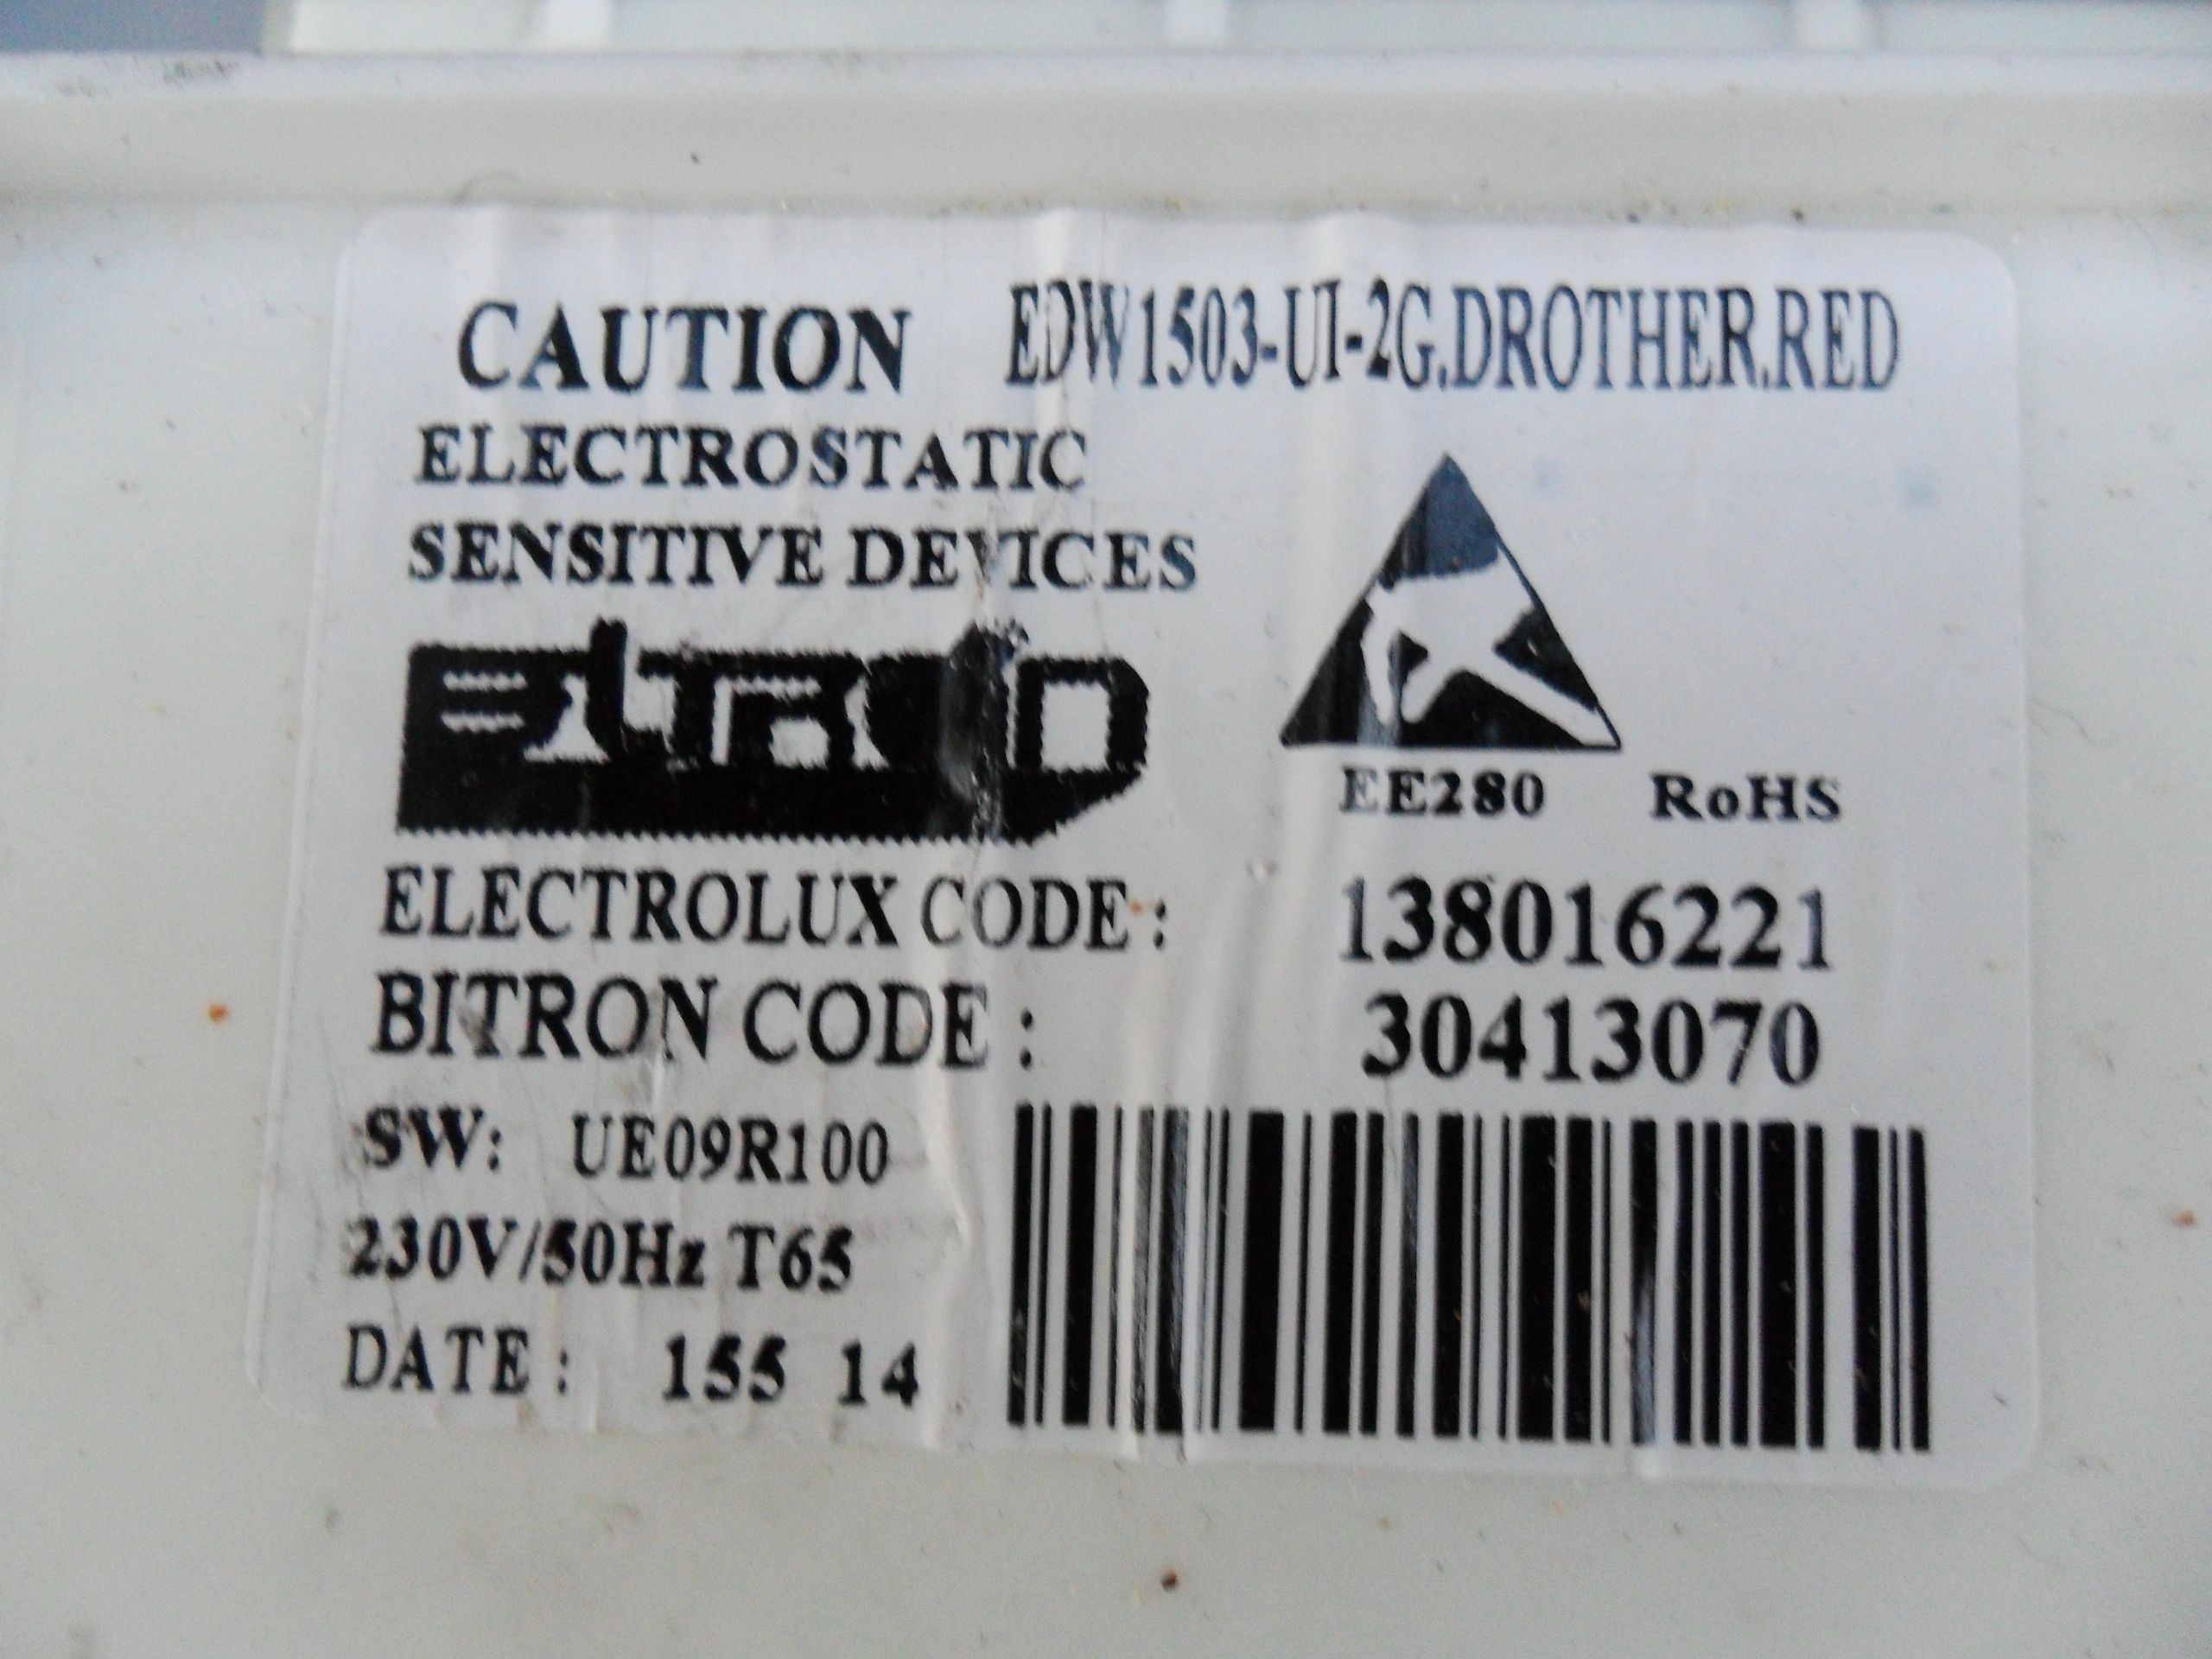 CAUTION EDW1503-UI-2G.DROTHER.RED
ELECTROSTATIC
SENSITIVE DEVICES
bitron
EE280 RoHS
ELECTROLUX CODE: 138016221
BITRON CODE: 30413070
SW: UE09R100
230V/50Hz T65
DATE: 155 14